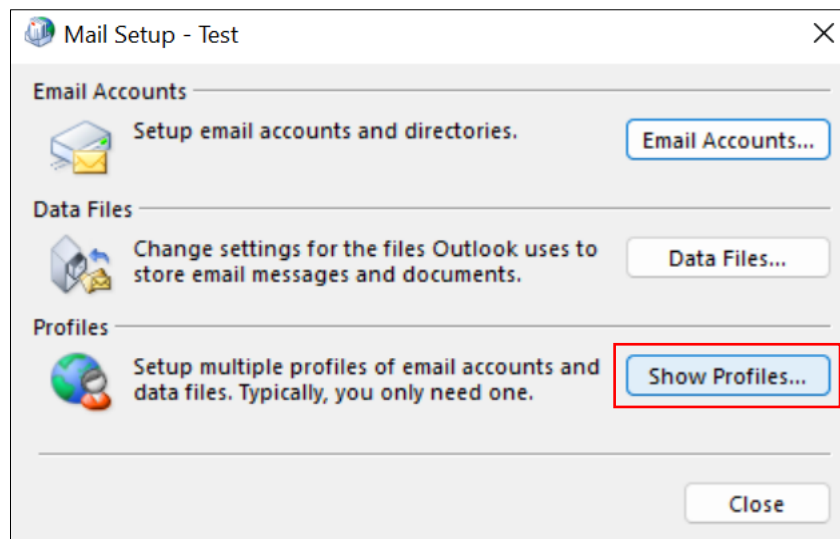 Mail Setup - Test
Email Accounts
Setup email accounts and directories.
Email Accounts...
Data Files
Change settings for the files Outlook uses to
store email messages and documents.
Data Files...
Profiles
Setup multiple profiles of email accounts and
data files. Typically, you only need one.
Show Profiles...
Close